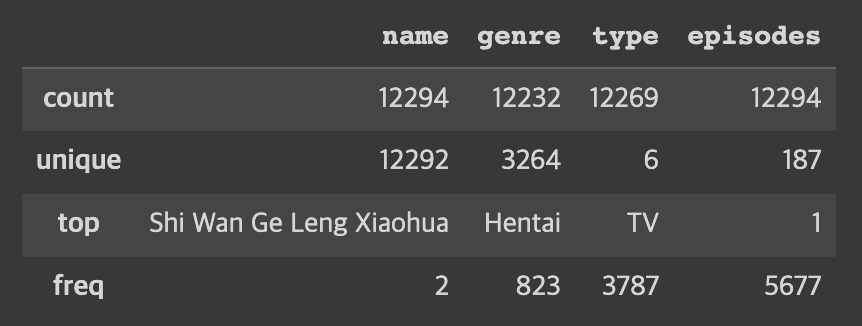 name genre type episodes
count 12294 12232 12269 12294
unique 12292 3264 6 187
top Shi Wan Ge Leng Xiaohua Hentai TV 1
freq 2 823 3787 5677